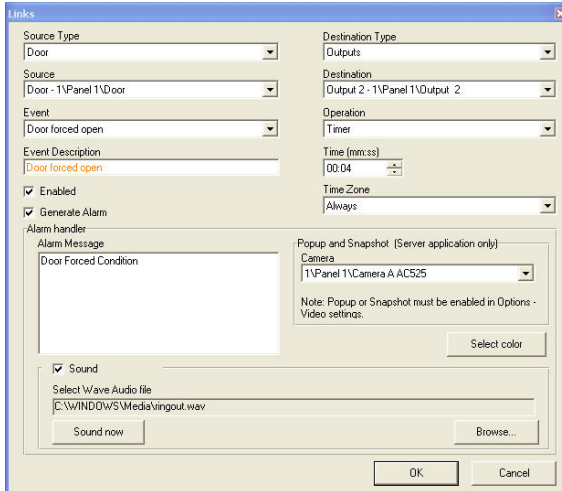 Links
Source Type
Door
Source
Door - 1\Panel 1\Door
Event
Door forced open
Event Description
Door forced open
Enabled
Generate Alarm
Destination Type
Outputs
Destination
Output 2 - 1\Panel 1\Output 2
Operation
Timer
Time (mm:ss)
00:04
Time Zone
Always
Alarm handler
Alarm Message
Door Forced Condition
Popup and Snapshot (Server application only)
Camera
1\Panel 1\Camera A AC525
Note: Popup or Snapshot must be enabled in Options -
Video settings.
Select color
Sound
Select Wave Audio file
C:\WINDOWS\Media\ringout.wav
Sound now
Browse...
OK
Cancel